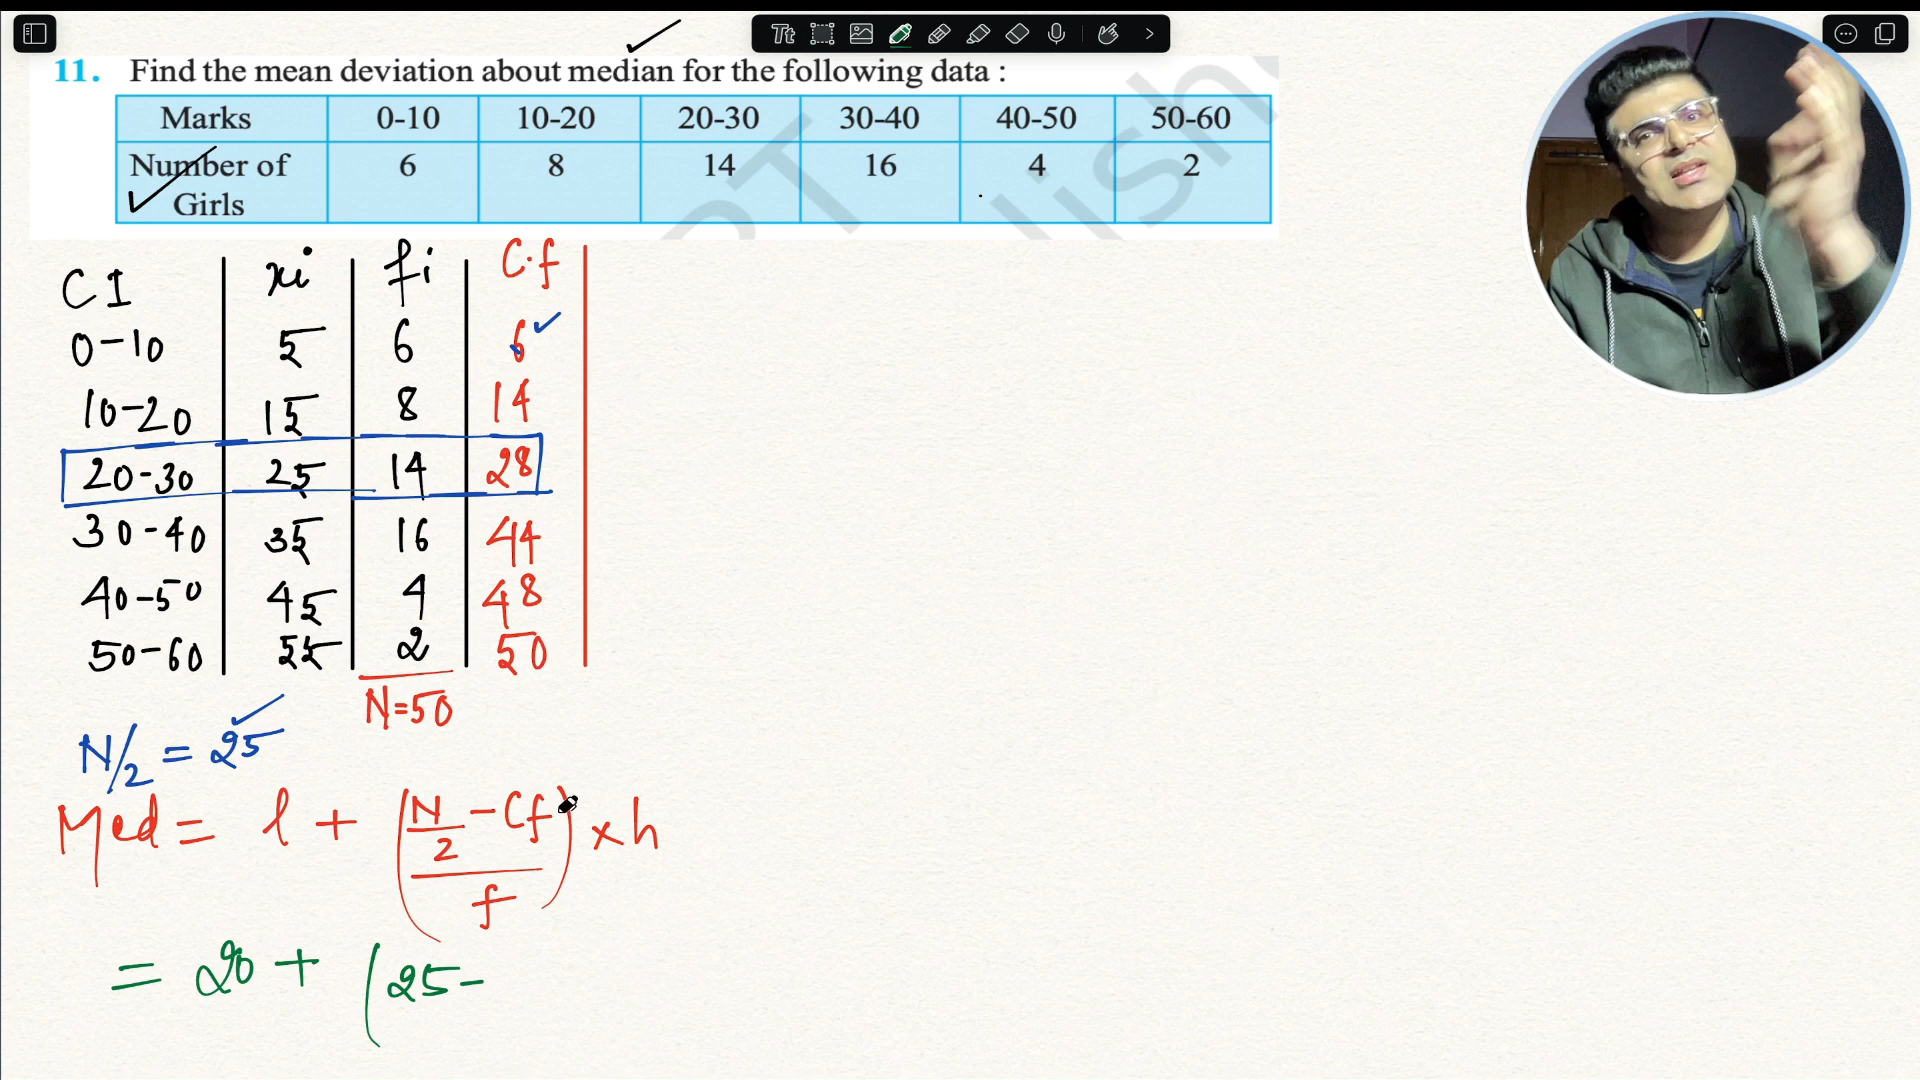 Tt
11. Find the mean deviation about median for the following data :
Marks 0-10 10-20 20-30 30-40 40-50 50-60
Number of Girls 6 8 14 16 4 2
CI xi fi C.f
0-10 5 6 6
10-20 15 8 14
20-30 25 14 28
30-40 35 16 44
40-50 45 4 48
50-60 55 2 50
N=50
N/2 = 25
Med = l + (N/2 - Cf / f) × h
= 20 + (25 -